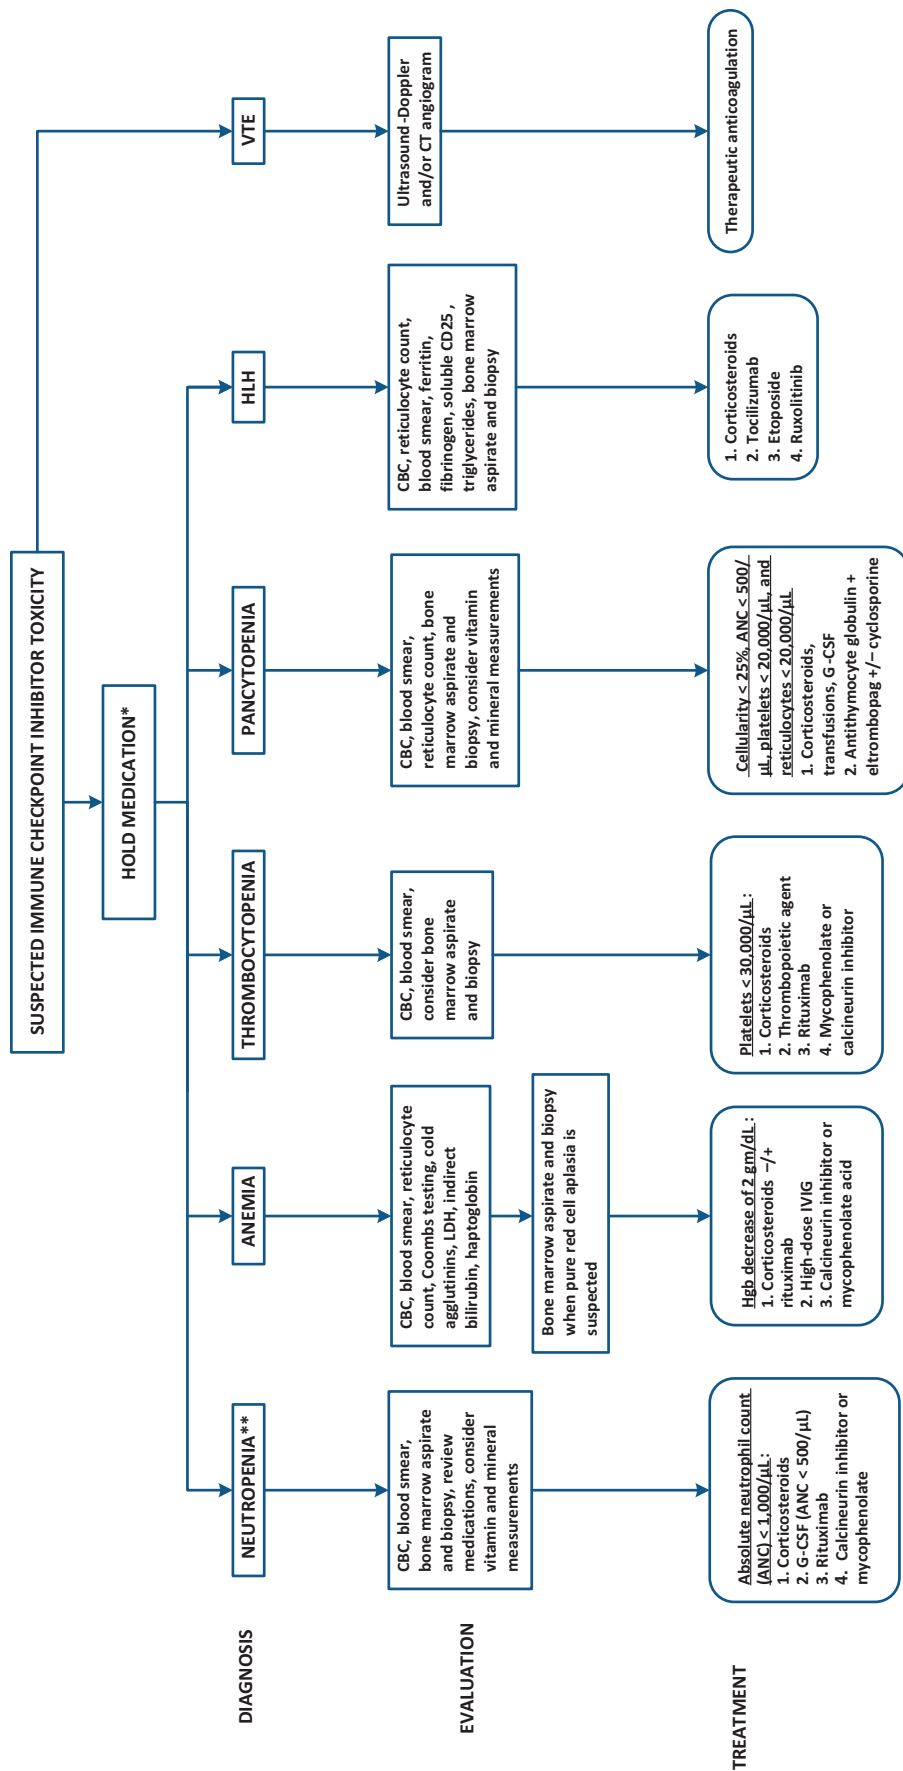 SUSPECTED IMMUNE CHECKPOINT INHIBITOR TOXICITY
HOLD MEDICATION*
DIAGNOSIS
NEUTROPENIA**
ANEMIA
THROMBOCYTOPENIA
PANCYTOPENIA
HLH
VTE
EVALUATION
CBC, blood smear,
bone marrow aspirate
and biopsy, review
medications, consider
vitamin and mineral
measurements
CBC, blood smear, reticulocyte
count, Coombs testing, cold
agglutinins, LDH, indirect
bilirubin, haptoglobin
Bone marrow aspirate and biopsy
when pure red cell aplasia is
suspected
CBC, blood smear,
consider bone
marrow aspirate
and biopsy
CBC, blood smear,
reticulocyte count, bone
marrow aspirate and
biopsy, consider vitamin
and mineral measurements
CBC, reticulocyte count,
blood smear, ferritin,
fibrinogen, soluble CD25 ,
triglycerides, bone marrow
aspirate and biopsy
Ultrasound -Doppler
and/or CT angiogram
TREATMENT
Absolute neutrophil count
(ANC) < 1,000/µL:
1. Corticosteroids
2. G-CSF (ANC < 500/µL)
3. Rituximab
4. Calcineurin inhibitor or
mycophenolate
Hgb decrease of 2 gm/dL :
1. Corticosteroids –/+
rituximab
2. High-dose IVIG
3. Calcineurin inhibitor or
mycophenolate acid
Platelets < 30,000/µL:
1. Corticosteroids
2. Thrombopoietic agent
3. Rituximab
4. Mycophenolate or
calcineurin inhibitor
Cellularity < 25%, ANC < 500/
µL, platelets < 20,000/µL, and
reticulocytes < 20,000/µL
1. Corticosteroids,
transfusions, G -CSF
2. Antithymocyte globulin +
eltrombopag +/– cyclosporine
1. Corticosteroids
2. Tocilizumab
3. Etoposide
4. Ruxolitinib
Therapeutic anticoagulation